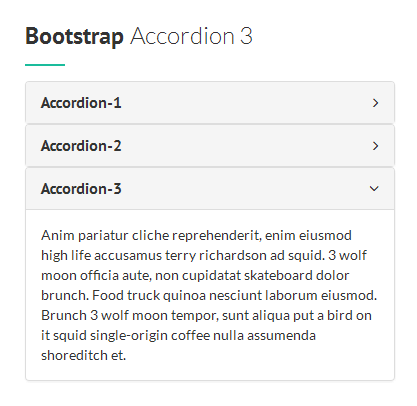 Bootstrap Accordion 3
Accordion-1
Accordion-2
Accordion-3
Anim pariatur cliche reprehenderit, enim eiusmod
high life accusamus terry richardson ad squid. 3 wolf
moon officia aute, non cupidatat skateboard dolor
brunch. Food truck quinoa nesciunt laborum eiusmod.
Brunch 3 wolf moon tempor, sunt aliqua put a bird on
it squid single-origin coffee nulla assumenda
shoreditch et.